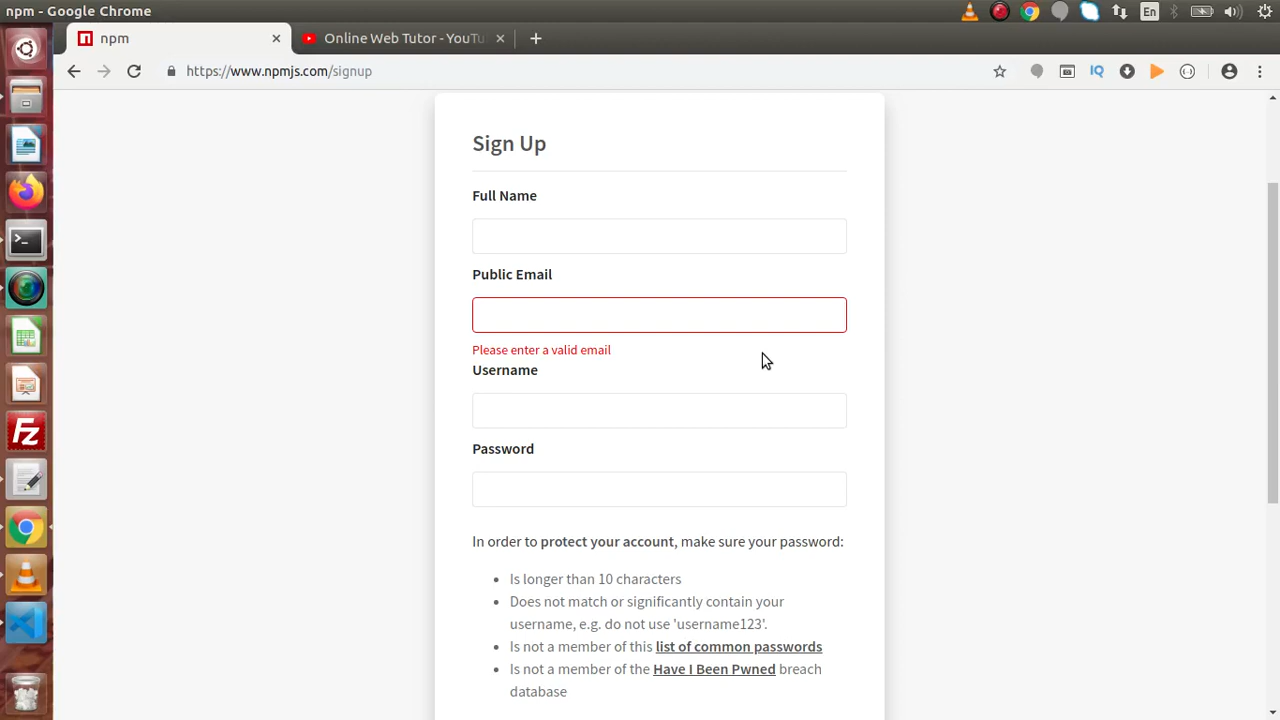 npm - Google Chrome
En
npm
Online Web Tutor - YouTu
https://www.npmjs.com/signup
IQ
Sign Up
Full Name
Public Email
Please enter a valid email
Username
Password
In order to protect your account, make sure your password:
• Is longer than 10 characters
• Does not match or significantly contain your
username, e.g. do not use 'username123'.
• Is not a member of this list of common passwords
• Is not a member of the Have I Been Pwned breach
database